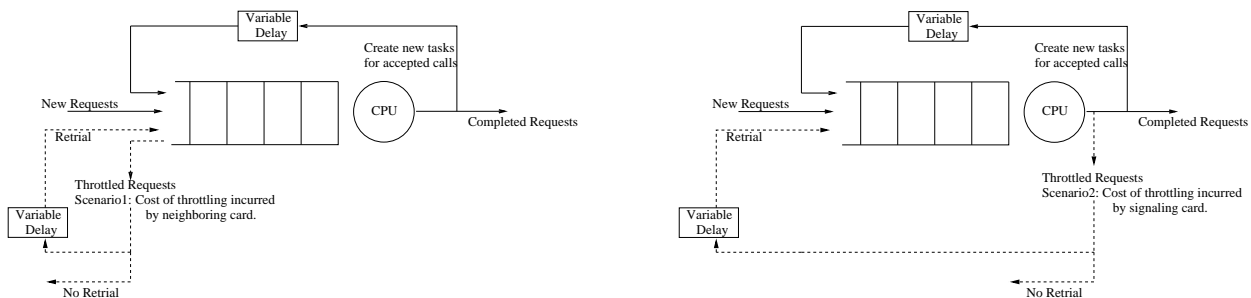 Variable
Delay
Create new tasks
for accepted calls
New Requests
CPU
Completed Requests
Retrial
Throttled Requests
Scenario1: Cost of throttling incurred
by neighboring card.
Variable
Delay
No Retrial
Variable
Delay
Create new tasks
for accepted calls
New Requests
CPU
Completed Requests
Retrial
Throttled Requests
Scenario2: Cost of throttling incurred
by signaling card.
Variable
Delay
No Retrial